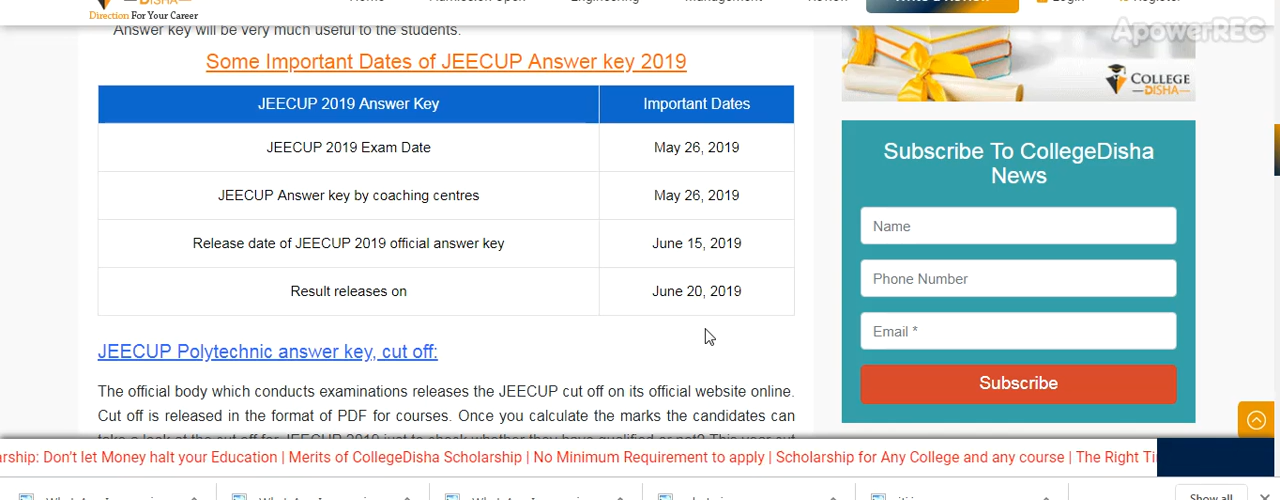 Direction For Your Career
Answer key will be very much useful to the students.
ApowerREC
Some Important Dates of JEECUP Answer key 2019
JEECUP 2019 Answer Key Important Dates
JEECUP 2019 Exam Date May 26, 2019
JEECUP Answer key by coaching centres May 26, 2019
Release date of JEECUP 2019 official answer key June 15, 2019
Result releases on June 20, 2019
JEECUP Polytechnic answer key, cut off:
The official body which conducts examinations releases the JEECUP cut off on its official website online.
Cut off is released in the format of PDF for courses. Once you calculate the marks the candidates can
COLLEGE
DISHA
Subscribe To CollegeDisha
News
Name
Phone Number
Email *
Subscribe
arship: Don't let Money halt your Education | Merits of CollegeDisha Scholarship | No Minimum Requirement to apply | Scholarship for Any College and any course | The Right Ti
Show all